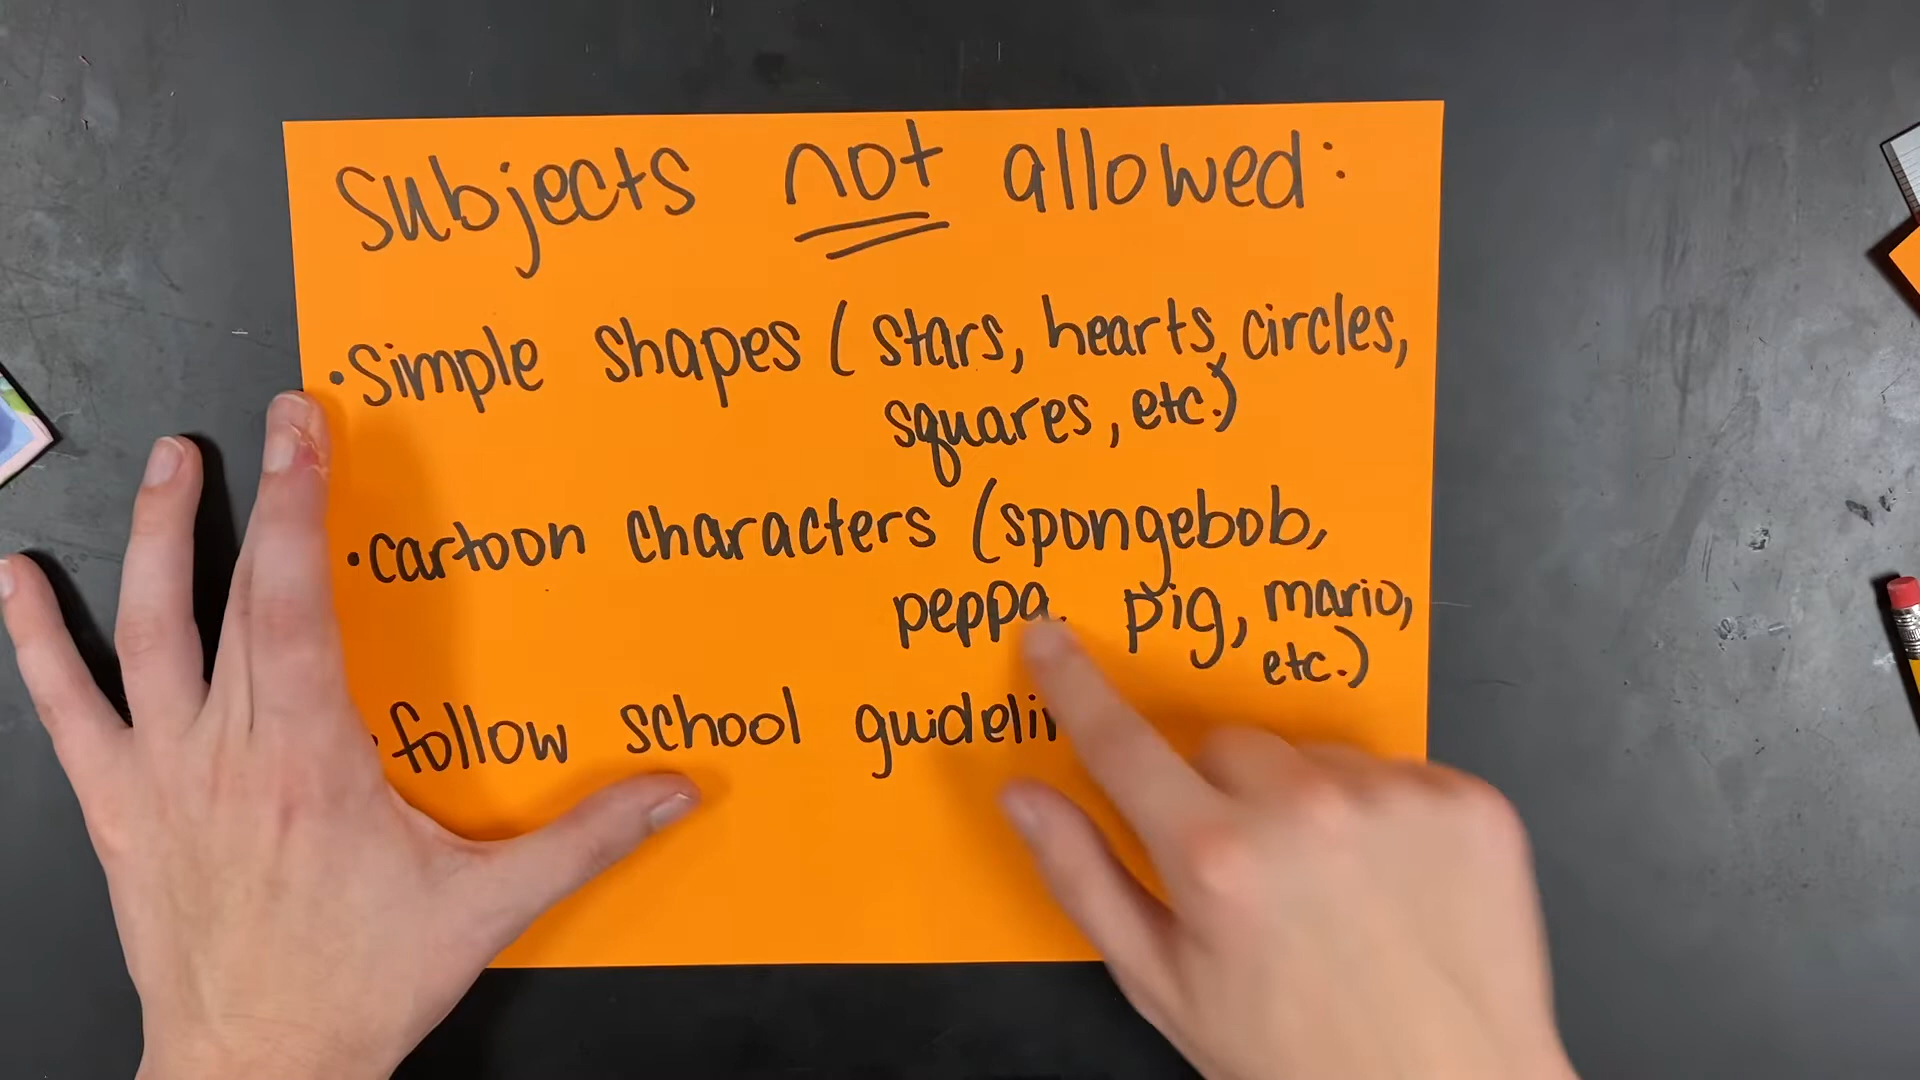 Subjects not allowed:
• Simple shapes (stars, hearts, circles,
squares, etc.)
• cartoon characters (spongebob,
peppa pig, mario,
etc.)
• follow school